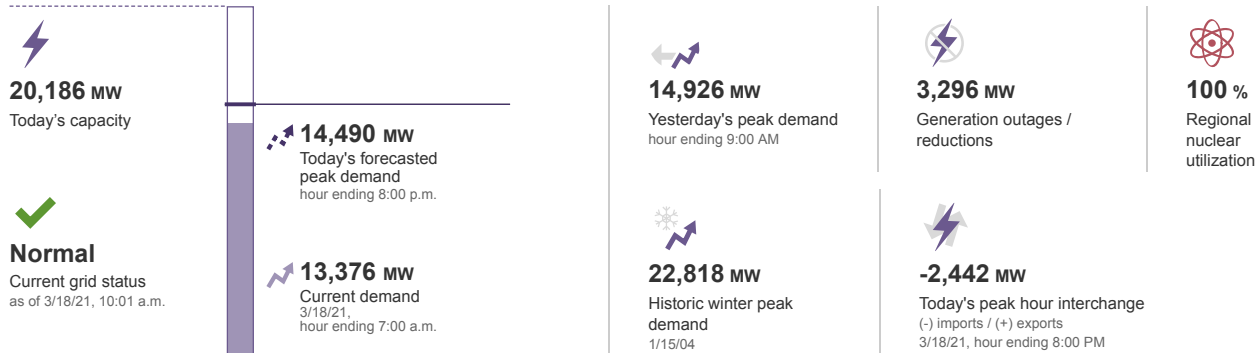 20,186 MW
Today's capacity
Normal
Current grid status
as of 3/18/21, 10:01 a.m.
14,490 MW
Today's forecasted
peak demand
hour ending 8:00 p.m.
13,376 MW
Current demand
3/18/21,
hour ending 7:00 a.m.
14,926 MW
Yesterday's peak demand
hour ending 9:00 AM
3,296 MW
Generation outages /
reductions
100 %
Regional
nuclear
utilization
22,818 MW
Historic winter peak
demand
1/15/04
-2,442 MW
Today's peak hour interchange
(-) imports / (+) exports
3/18/21, hour ending 8:00 PM